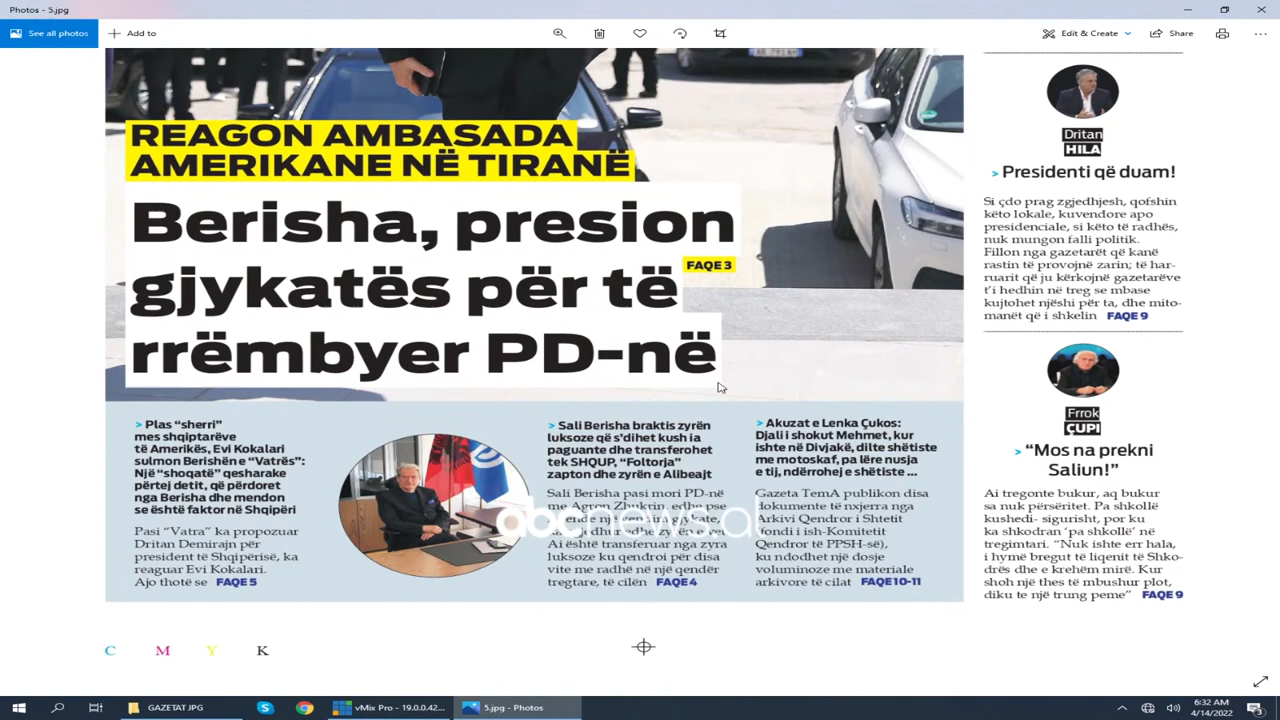 Photos - 5.jpg
See all photos
Add to
Edit & Create
Share
REAGON AMBASADA
AMERIKANE NË TIRANË
Berisha, presion
gjykatës për të
rrëmbyer PD-në
FAQE 3
> Plas “sherri”
mes shqiptarëve
të Amerikës, Evi Kokalari
sulmon Berishën e “Vatrës”:
Një “shoqatë” qesharake
përtej detit, që përdoret
nga Berisha dhe mendon
se është faktor në Shqipëri
Pasi “Vatra” ka propozuar
Dritan Demirajn për
president të Shqipërisë, ka
reaguar Evi Kokalari.
Ajo thotë se FAQE 5
> Sali Berisha braktis zyrën
luksoze që s'dihet kush ia
paguante dhe transferohet
tek SHQUP, “Foltorja”
zapton dhe zyrën e Alibeajt
Sali Berisha pasi mori PD-në
me Agron Zhukrin, edhe pse
gjykatë,
Ai është transferuar nga zyra
luksoze ku qendroi për disa
vite me radhë në një qendër
tregtare, të cilën FAQE 4
> Akuzat e Lenka Çukos:
Djali i shokut Mehmet, kur
ishte në Divjakë, dilte shëtiste
me motoskaf, pa lëre nusja
e tij, ndërrohej e shëtiste ...
Gazeta TemA publikon disa
dokumente të nxjerra nga
Arkivi Qendror i Shtetit
(fondi i ish-Komitetit
Qendror të PPSH-së),
ku ndodhet një dosje
voluminoze me materiale
arkivore të cilat FAQE 10-11
abcnews.al
Dritan
HILA
> Presidenti që duam!
Si çdo prag zgjedhjesh, qofshin
këto lokale, kuvendore apo
presidenciale, si këto të radhës,
nuk mungon falli politik.
Fillon nga gazetarët që kanë
rastin të provojnë zarin; të har-
ruarit që ju kërkojnë gazetarëve
t'i hedhin në treg se mbase
kujtohet njëshi për ta, dhe mito-
manët që i shkelin FAQE 9
Frrok
ÇUPI
> “Mos na prekni
Saliun!”
Ai tregonte bukur, aq bukur
sa nuk përsëritet. Pa shkollë
kushedi- sigurisht, por ku
ka shkodran ‘pa shkollë’ në
tregimtari. “Nuk ishte err hala,
i hymë bregut të liqenit të Shko-
drës dhe e krehëm mirë. Kur
shoh një thes të mbushur plot,
diku te një trung peme” FAQE 9
C M Y K
GAZETAT JPG
vMix Pro - 19.0.0.42...
5.jpg - Photos
6:32 AM
4/14/2022
3